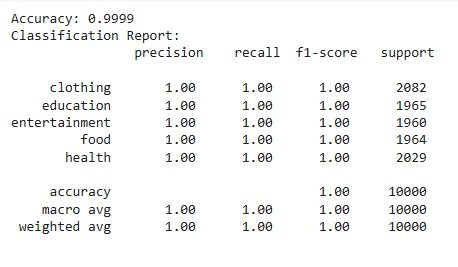 Accuracy: 0.9999
Classification Report:
precision recall f1-score support
clothing 1.00 1.00 1.00 2082
education 1.00 1.00 1.00 1965
entertainment 1.00 1.00 1.00 1960
food 1.00 1.00 1.00 1964
health 1.00 1.00 1.00 2029
accuracy 1.00 10000
macro avg 1.00 1.00 1.00 10000
weighted avg 1.00 1.00 1.00 10000